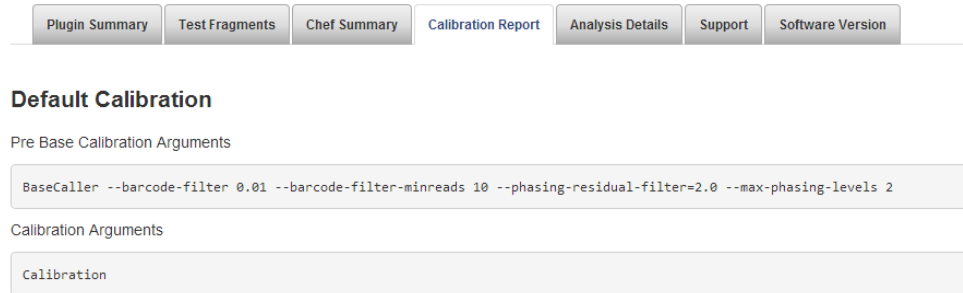 Plugin Summary Test Fragments Chef Summary Calibration Report Analysis Details Support Software Version
Default Calibration
Pre Base Calibration Arguments
BaseCaller --barcode-filter 0.01 --barcode-filter-minreads 10 --phasing-residual-filter=2.0 --max-phasing-levels 2
Calibration Arguments
Calibration